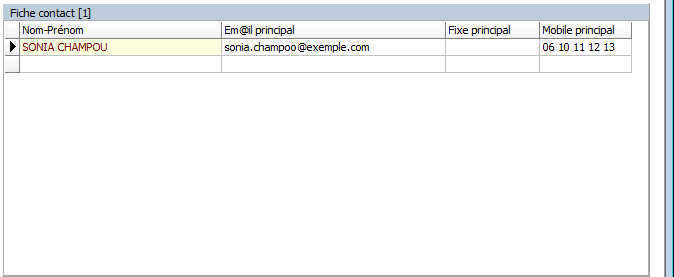 Fiche contact [1]
Nom-Prénom Em@il principal Fixe principal Mobile principal
SONIA CHAMPOU sonia.champoo@exemple.com 06 10 11 12 13